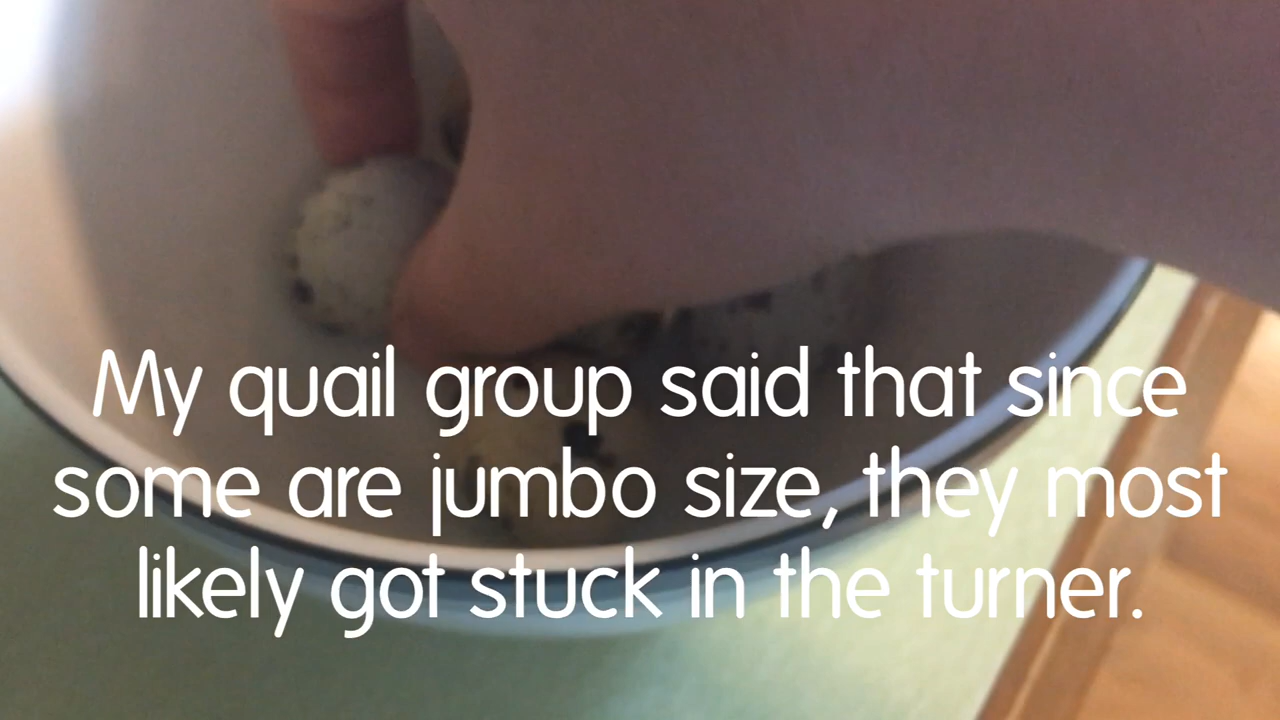 My quail group said that since
some are jumbo size, they most
likely got stuck in the turner.